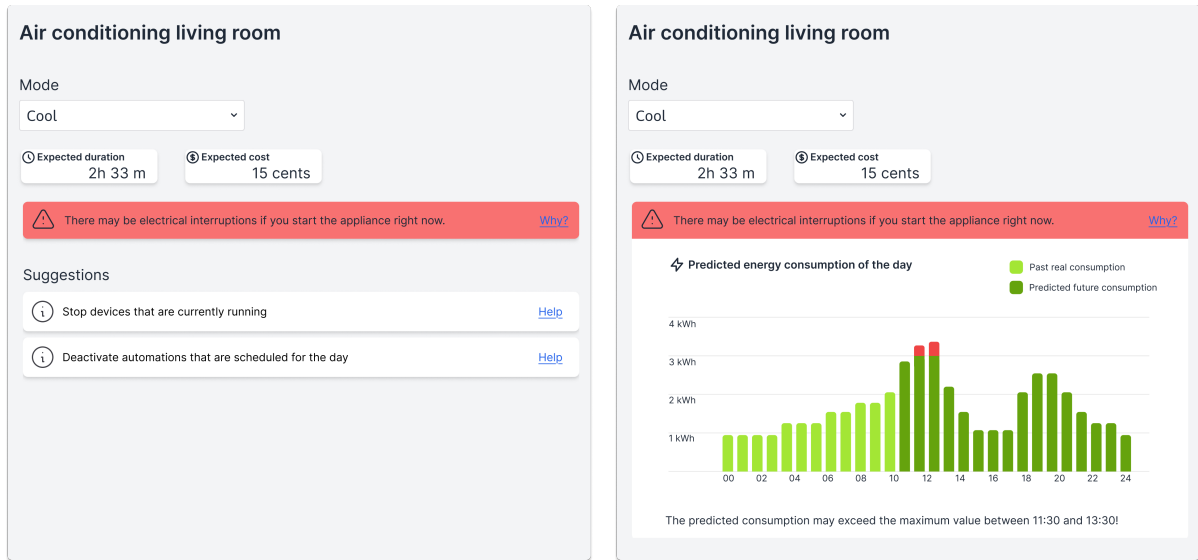 Air conditioning living room
Mode
Cool
Expected duration
2h 33 m
Expected cost
15 cents
There may be electrical interruptions if you start the appliance right now. Why?
Suggestions
Stop devices that are currently running Help
Deactivate automations that are scheduled for the day Help
Air conditioning living room
Mode
Cool
Expected duration
2h 33 m
Expected cost
15 cents
There may be electrical interruptions if you start the appliance right now. Why?
Predicted energy consumption of the day
Past real consumption
Predicted future consumption
4 kWh
3 kWh
2 kWh
1 kWh
00 02 04 06 08 10 12 14 16 18 20 22 24
The predicted consumption may exceed the maximum value between 11:30 and 13:30!